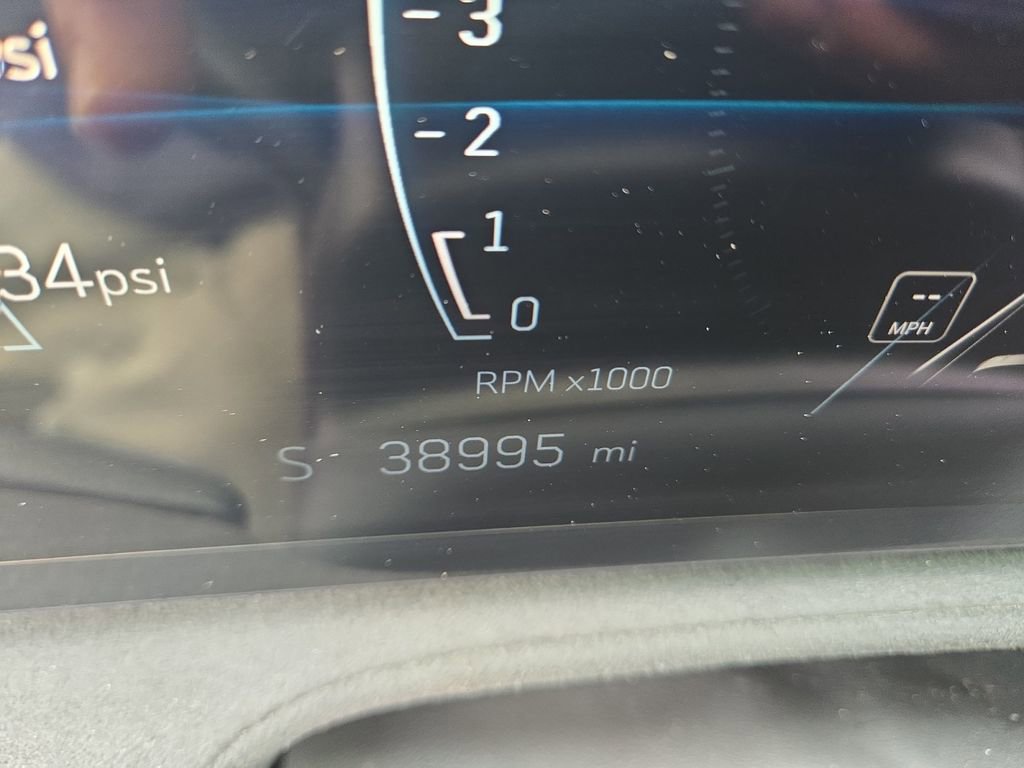 psi
- 3
- 2
1
34psi
0
--
MPH
RPM x1000
S 38995 mi